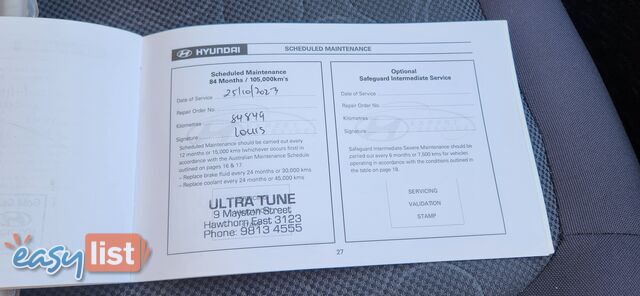 HYUNDAI
SCHEDULED MAINTENANCE
Scheduled Maintenance
84 Months / 105,000km's
Date of Service 25/10/2023
Repair Order No.
Kilometres 84849
Signature Louis
Scheduled Maintenance should be carried out every
12 months or 15,000 kms (whichever occurs first) in
accordance with the Australian Maintenance Schedule
outlined on pages 16 & 17.
– Replace brake fluid every 24 months or 30,000 kms
– Replace coolant every 24 months or 45,000 kms
ULTRA TUNE
9 Mayston Street
Hawthorn East 3123
Phone: 9813 4555
Optional
Safeguard Intermediate Service
Date of Service
Repair Order No.
Kilometres
Signature
Safeguard Intermediate Severe Maintenance should be
carried out every 6 months or 7,500 kms for vehicles
operating in accordance with the conditions outlined in
the table on page 18.
SERVICING
VALIDATION
STAMP
27
easylist